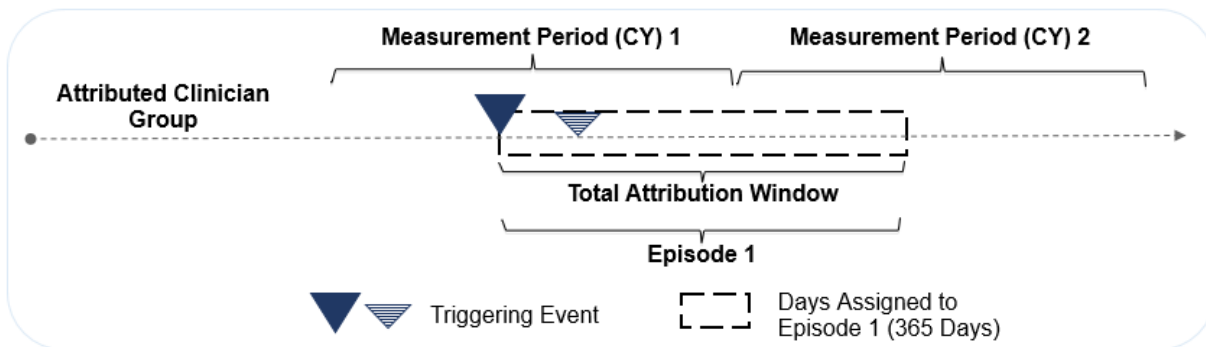 Measurement Period (CY) 1
Measurement Period (CY) 2
Attributed Clinician
Group
Total Attribution Window
Episode 1
Triggering Event
Days Assigned to
Episode 1 (365 Days)